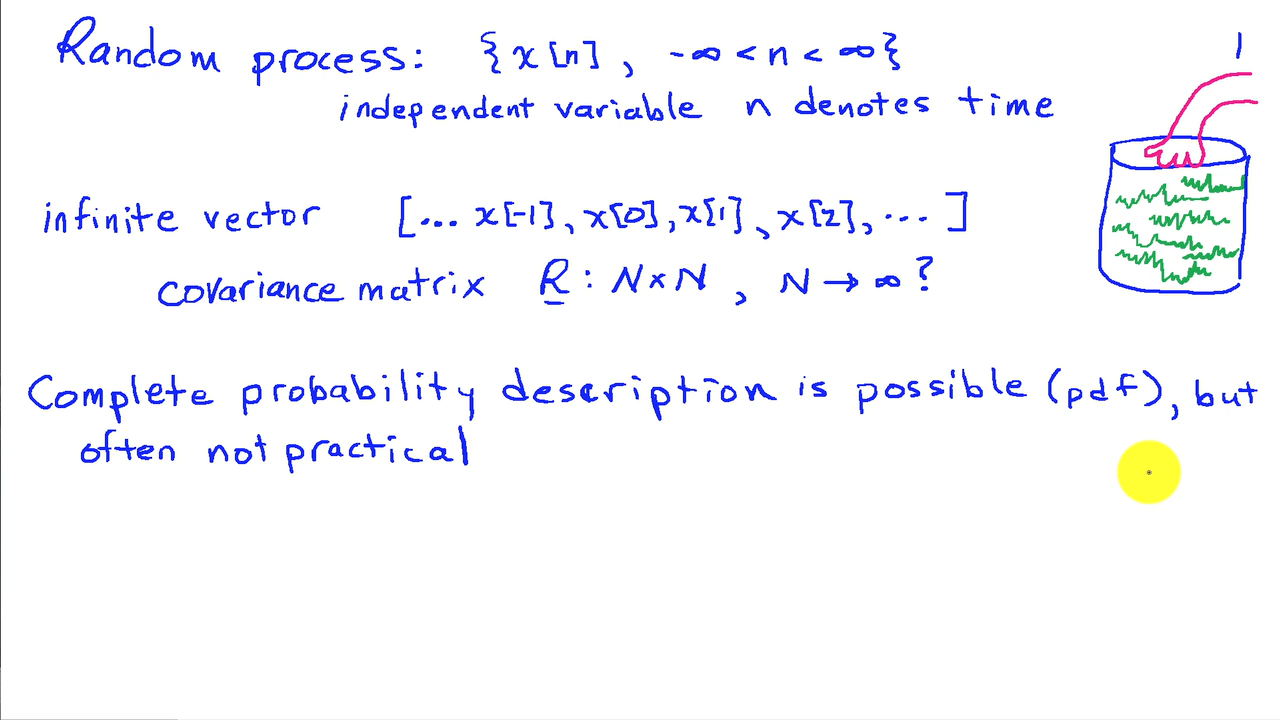 Random process: {x[n], -∞ < n < ∞}
1
independent variable n denotes time
infinite vector [... x[-1], x[0], x[1], x[2], ... ]
covariance matrix R : N×N , N → ∞ ?
Complete probability description is possible (pdf), but
often not practical